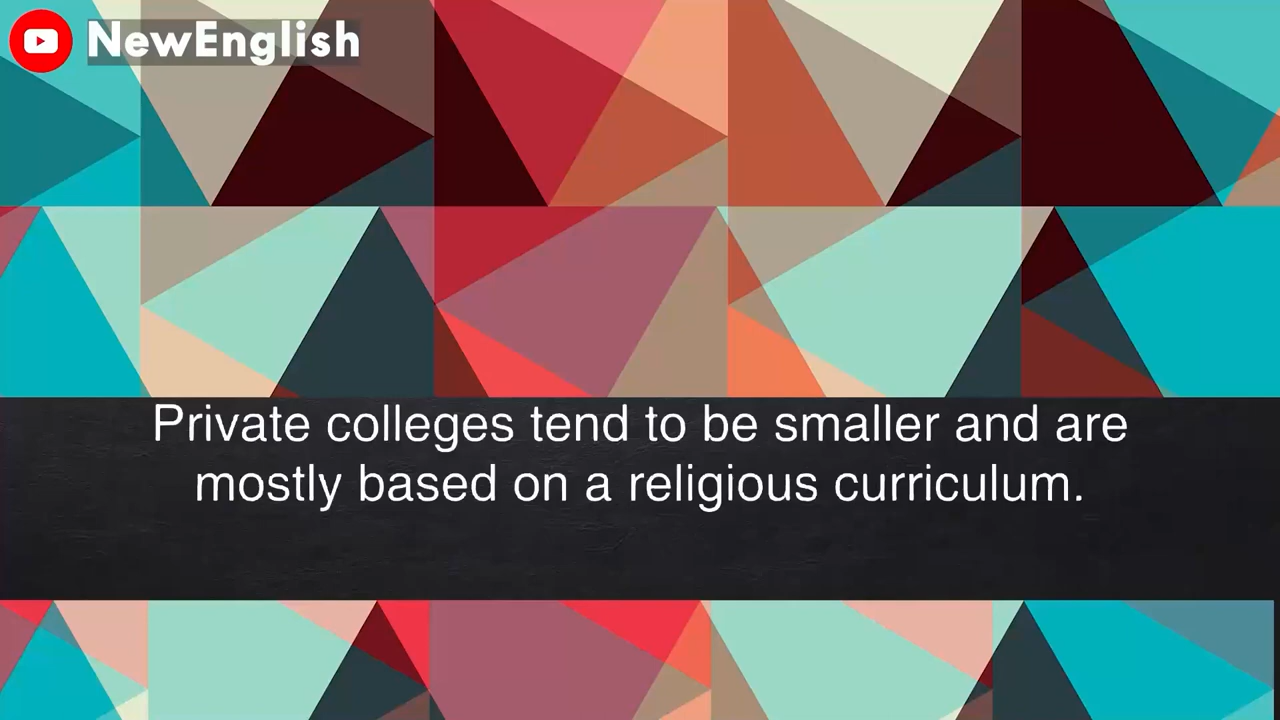 NewEnglish
Private colleges tend to be smaller and are
mostly based on a religious curriculum.